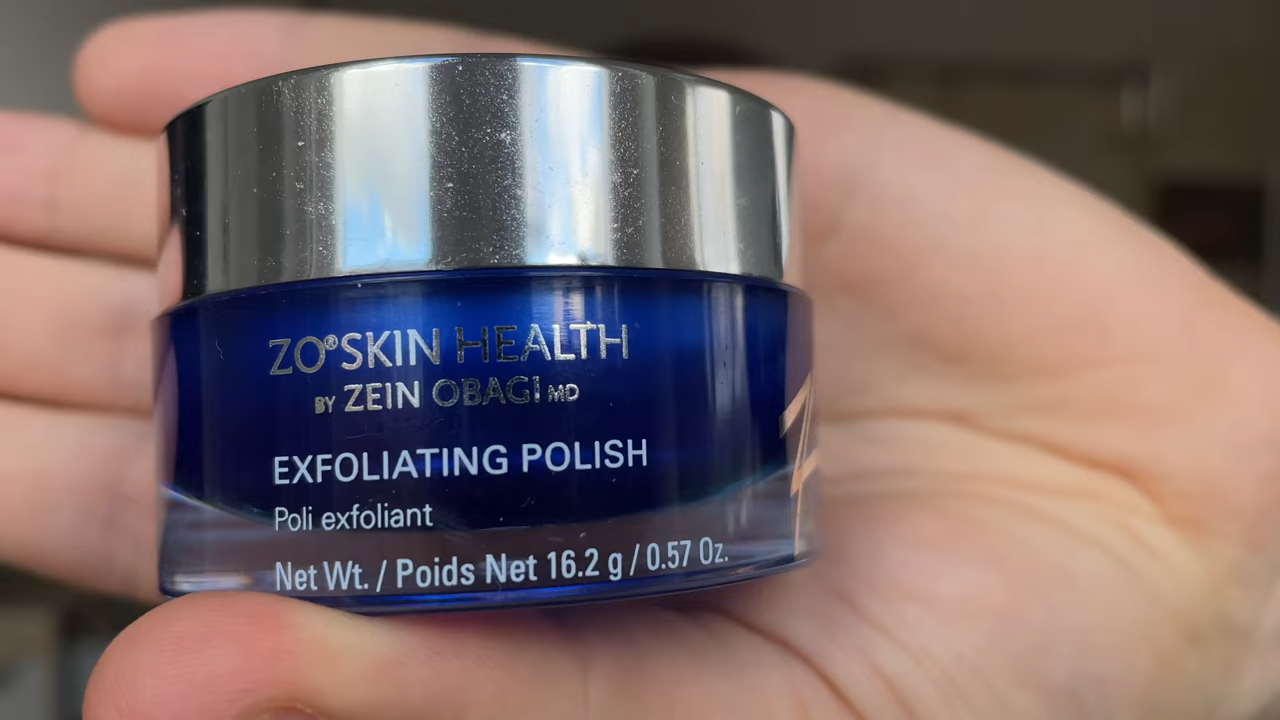 ZO® SKIN HEALTH
BY ZEIN OBAGI MD
EXFOLIATING POLISH
Poli exfoliant
Net Wt. / Poids Net 16.2 g / 0.57 Oz.